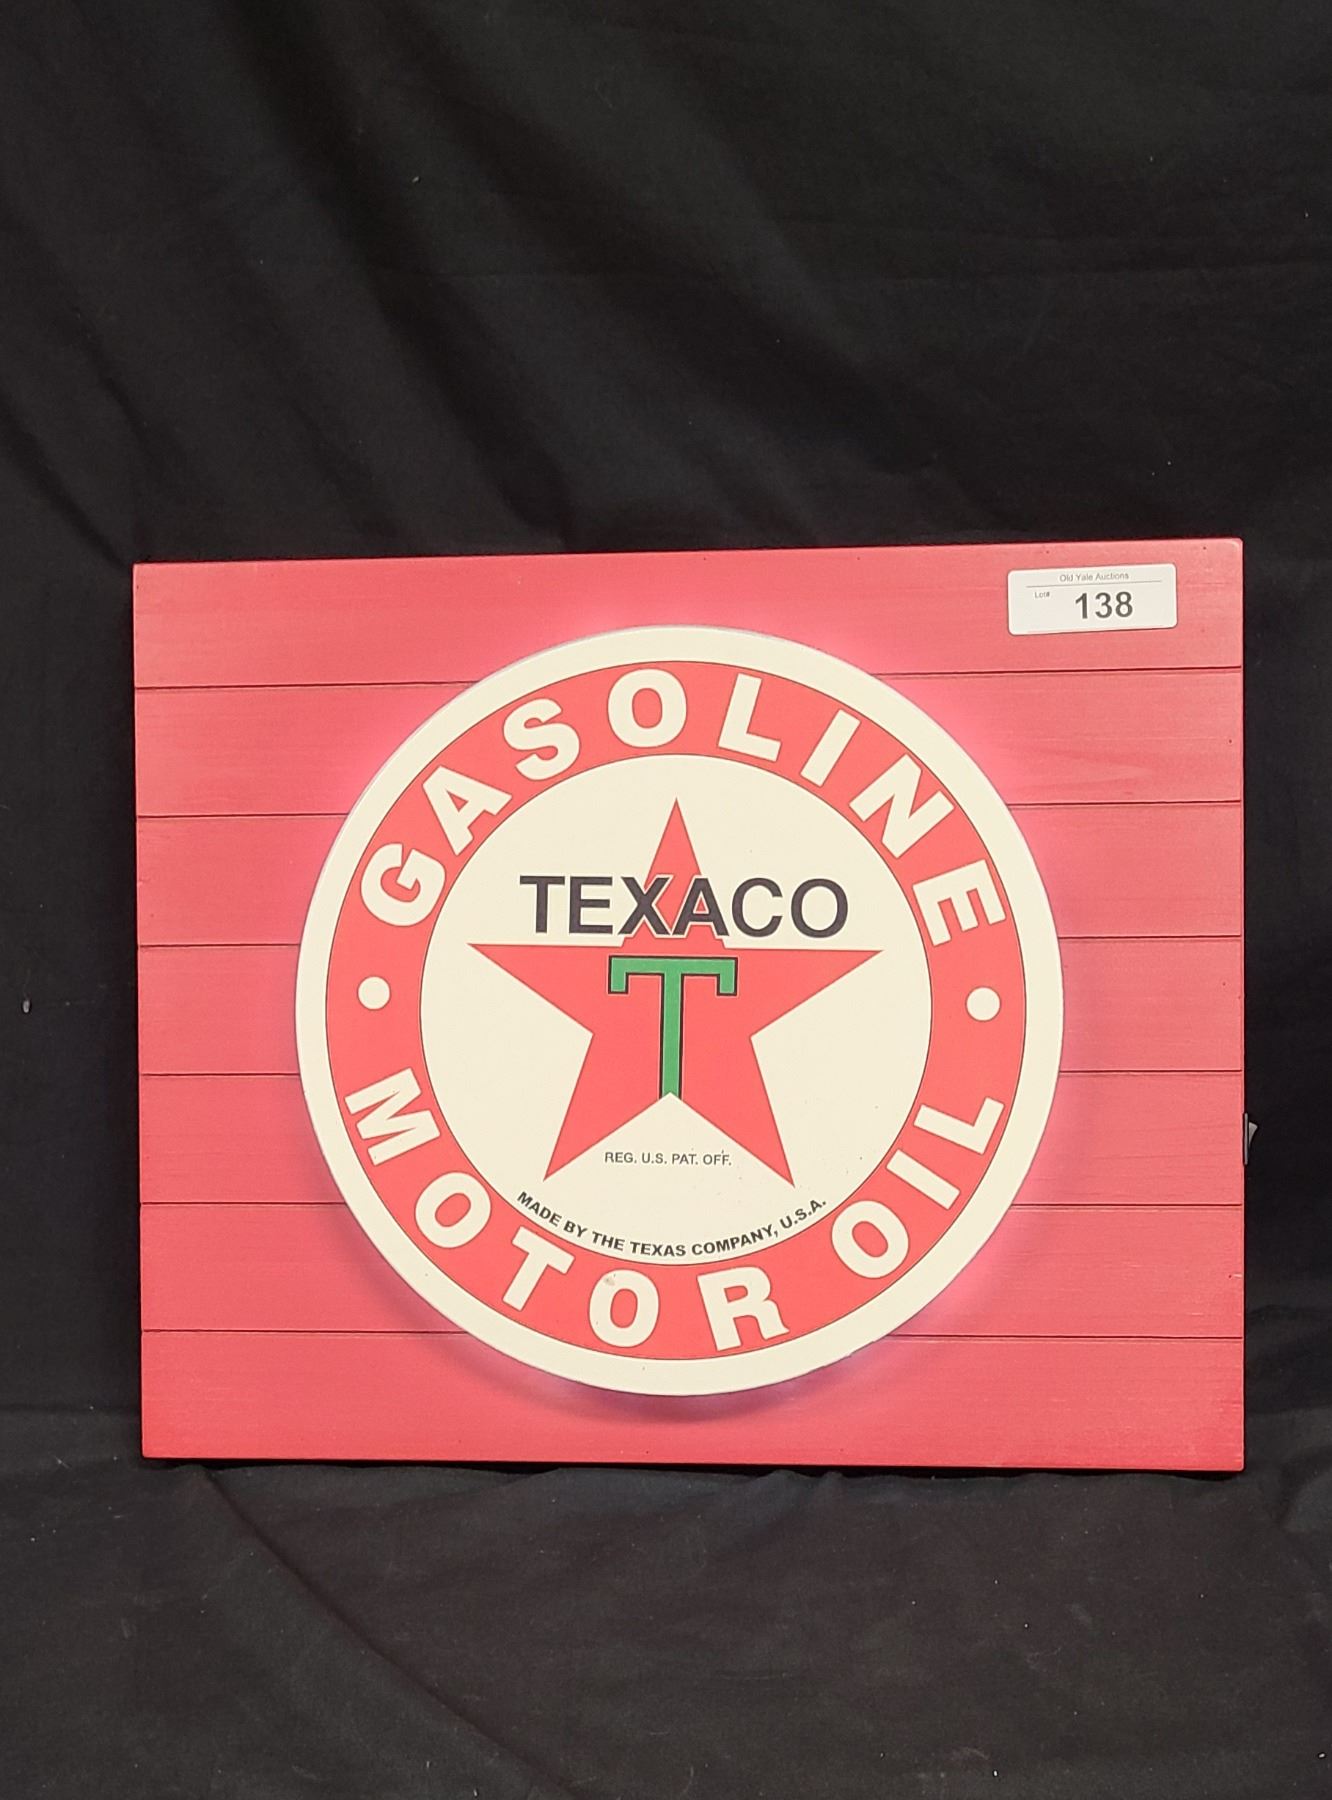 Old Yale Auctions
Lot# 138
GASOLINE
TEXACO
T
REG. U.S. PAT. OFF.
MADE BY THE TEXAS COMPANY, U.S.A.
MOTOR OIL